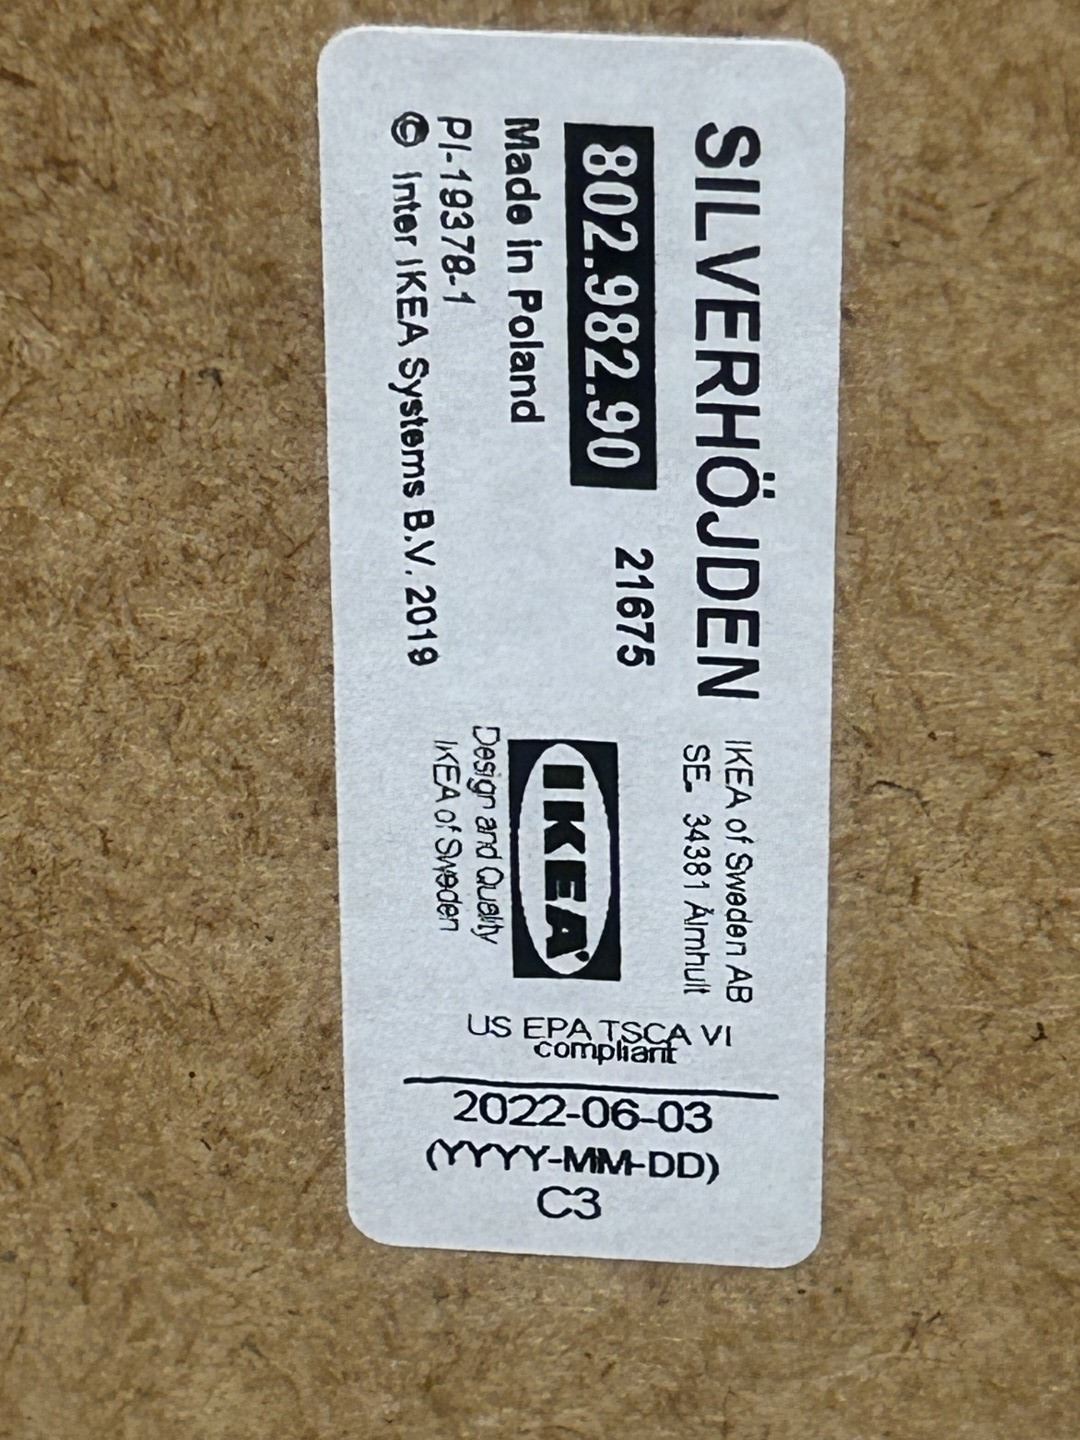 SILVERHÖJDEN
802.982.90
21675
Made in Poland
PI-19378-1
© Inter IKEA Systems B.V. 2019
IKEA of Sweden AB
SE- 34381 Älmhult
IKEA
Design and Quality
IKEA of Sweden
US EPA TSCA VI
compliant
2022-06-03
(YYYY-MM-DD)
C3